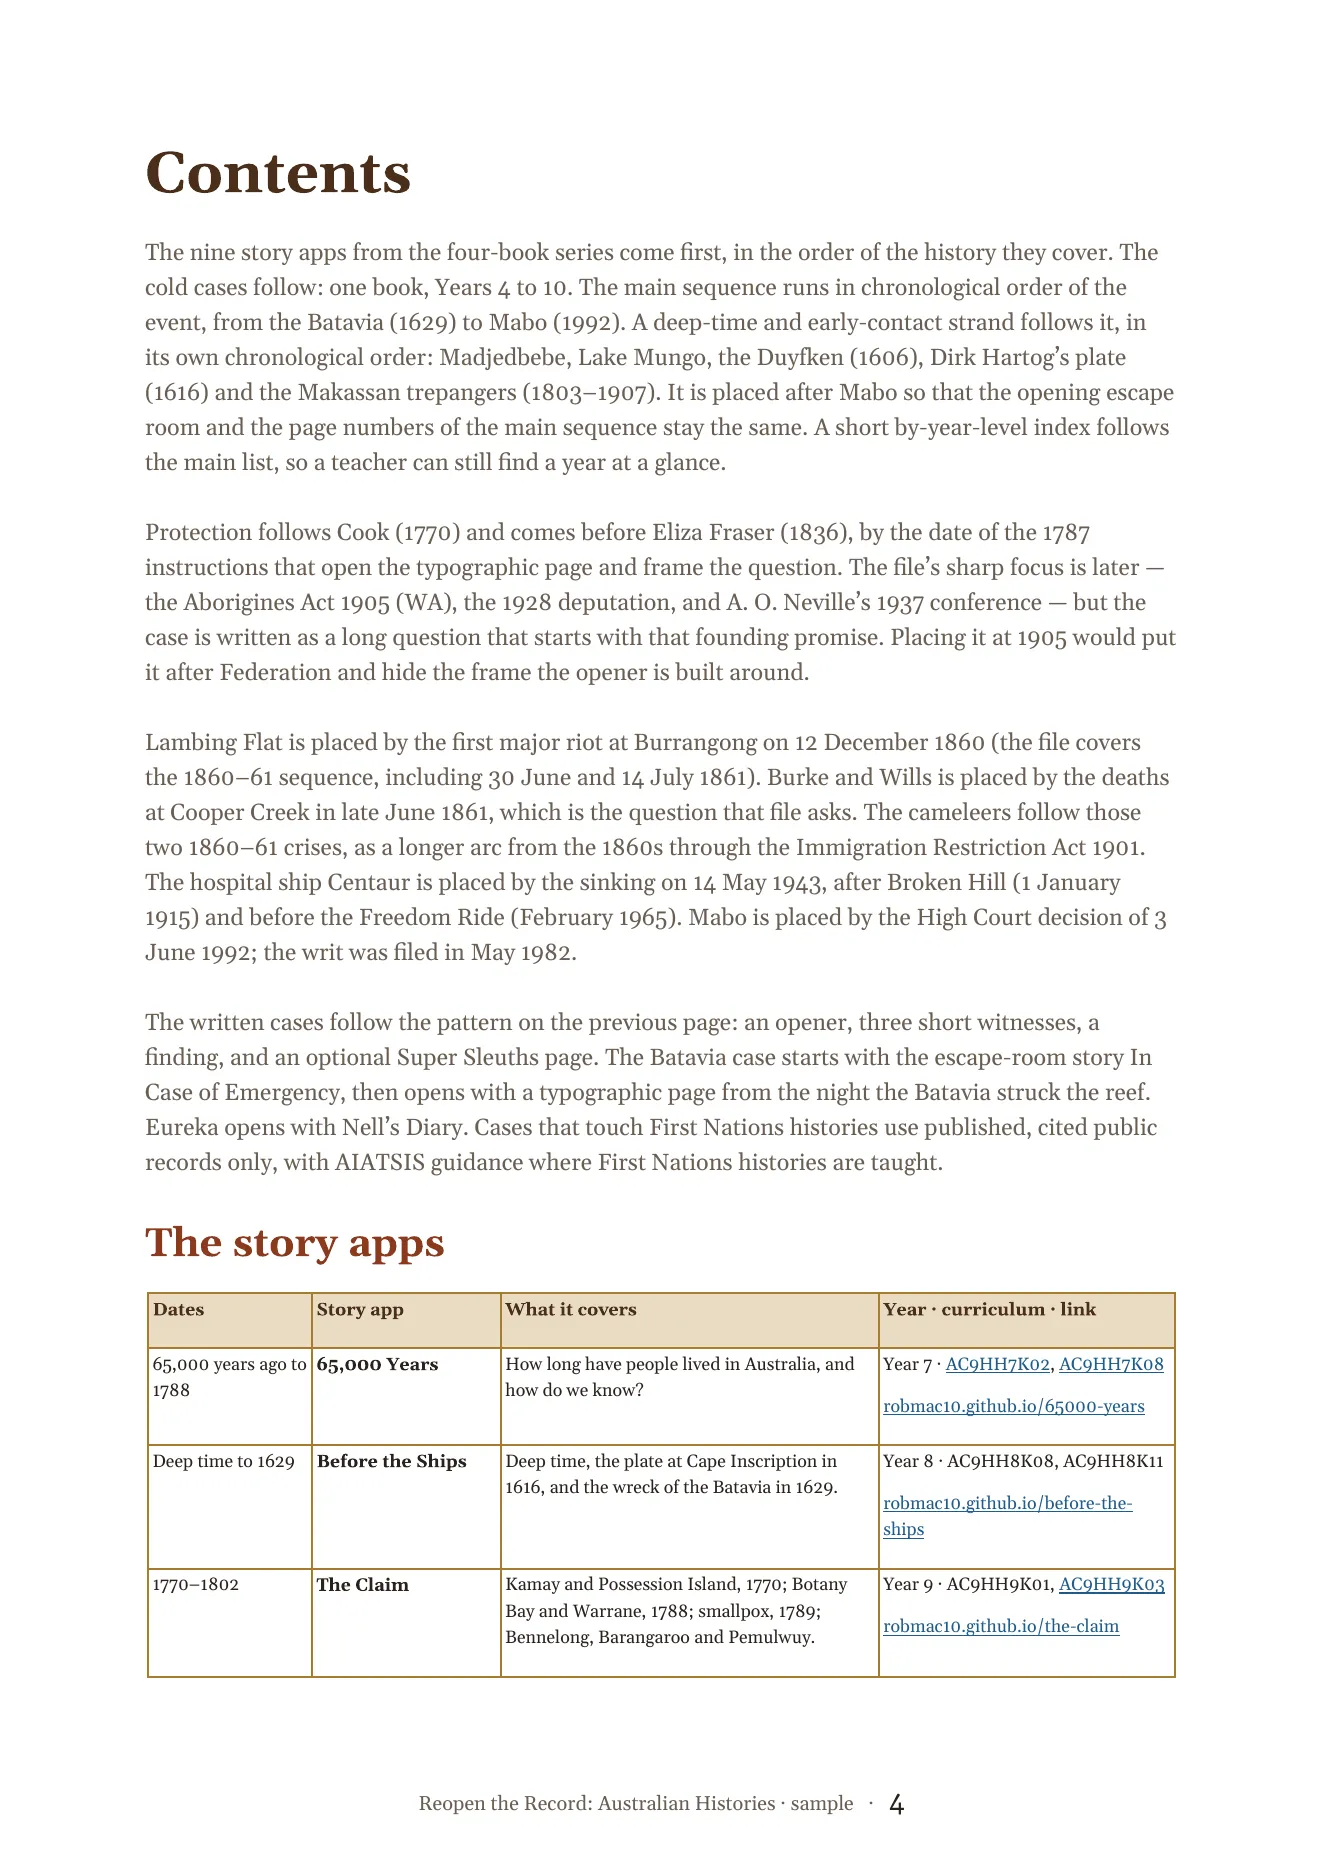 Contents
The nine story apps from the four-book series come first, in the order of the history they cover. The
cold cases follow: one book, Years 4 to 10. The main sequence runs in chronological order of the
event, from the Batavia (1629) to Mabo (1992). A deep-time and early-contact strand follows it, in
its own chronological order: Madjedbebe, Lake Mungo, the Duyfken (1606), Dirk Hartog’s plate
(1616) and the Makassan trepangers (1803–1907). It is placed after Mabo so that the opening escape
room and the page numbers of the main sequence stay the same. A short by-year-level index follows
the main list, so a teacher can still find a year at a glance.
Protection follows Cook (1770) and comes before Eliza Fraser (1836), by the date of the 1787
instructions that open the typographic page and frame the question. The file’s sharp focus is later —
the Aborigines Act 1905 (WA), the 1928 deputation, and A. O. Neville’s 1937 conference — but the
case is written as a long question that starts with that founding promise. Placing it at 1905 would put
it after Federation and hide the frame the opener is built around.
Lambing Flat is placed by the first major riot at Burrangong on 12 December 1860 (the file covers
the 1860–61 sequence, including 30 June and 14 July 1861). Burke and Wills is placed by the deaths
at Cooper Creek in late June 1861, which is the question that file asks. The cameleers follow those
two 1860–61 crises, as a longer arc from the 1860s through the Immigration Restriction Act 1901.
The hospital ship Centaur is placed by the sinking on 14 May 1943, after Broken Hill (1 January
1915) and before the Freedom Ride (February 1965). Mabo is placed by the High Court decision of 3
June 1992; the writ was filed in May 1982.
The written cases follow the pattern on the previous page: an opener, three short witnesses, a
finding, and an optional Super Sleuths page. The Batavia case starts with the escape-room story In
Case of Emergency, then opens with a typographic page from the night the Batavia struck the reef.
Eureka opens with Nell’s Diary. Cases that touch First Nations histories use published, cited public
records only, with AIATSIS guidance where First Nations histories are taught.
The story apps
Dates Story app What it covers Year · curriculum · link
65,000 years ago to
1788
65,000 Years
How long have people lived in Australia, and
how do we know?
Year 7 · AC9HH7K02, AC9HH7K08
robmac10.github.io/65000-years
Deep time to 1629
Before the Ships
Deep time, the plate at Cape Inscription in
1616, and the wreck of the Batavia in 1629.
Year 8 · AC9HH8K08, AC9HH8K11
robmac10.github.io/before-the-
ships
1770–1802
The Claim
Kamay and Possession Island, 1770; Botany
Bay and Warrane, 1788; smallpox, 1789;
Bennelong, Barangaroo and Pemulwuy.
Year 9 · AC9HH9K01, AC9HH9K03
robmac10.github.io/the-claim
Reopen the Record: Australian Histories · sample · 4